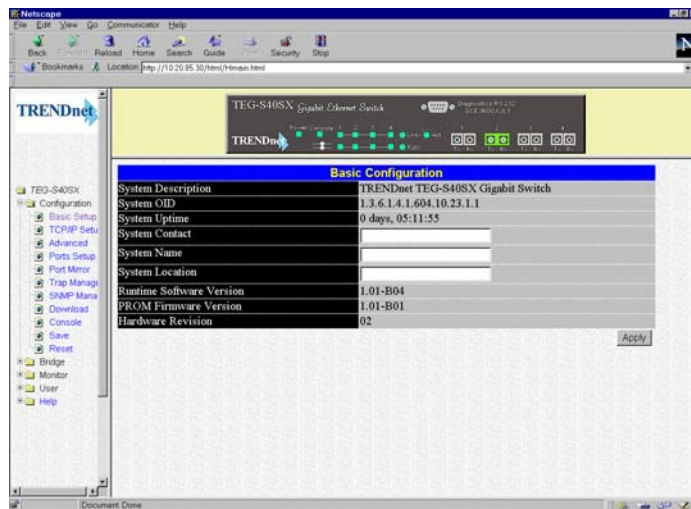 Netscape
File Edit View Go Communicator Help
Back Forward Reload Home Search Guide Security Stop
Bookmarks Location: http://10.20.85.30/html/Hmain.html
TRENDnet
TEG-S40SX Gigabit Ethernet Switch
TRENDnet
1 2 3 4
TEG-S40SX
Configuration
Basic Setup
TCP/IP Setu
Advanced
Ports Setup
Port Mirror
Trap Manage
SNMP Mana
Download
Console
Save
Reset
Bridge
Monitor
User
Help
Basic Configuration
System Description TRENDnet TEG-S40SX Gigabit Switch
System OID 1.3.6.1.4.1.604.10.23.1.1
System Uptime 0 days, 05:11:55
System Contact
System Name
System Location
Runtime Software Version 1.01-B04
PROM Firmware Version 1.01-B01
Hardware Revision 02
Apply
Document: Done